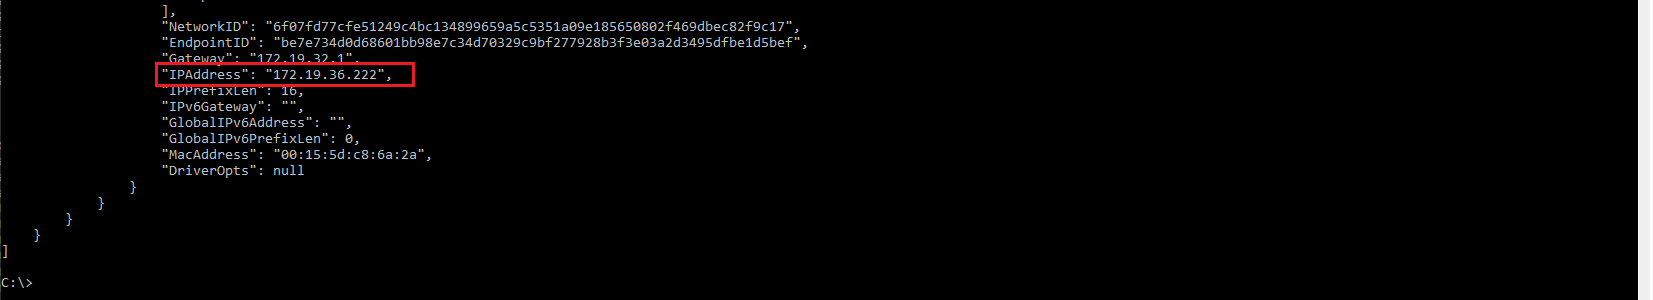 ],
"NetworkID": "6f07fd77cfe51249c4bc134899659a5c5351a09e185650802f469dbec82f9c17",
"EndpointID": "be7e734d0d68601bb98e7c34d70329c9bf277928b3f3e03a2d3495dfbe1d5bef",
"Gateway": "172.19.32.1",
"IPAddress": "172.19.36.222",
"IPPrefixLen": 16,
"IPv6Gateway": "",
"GlobalIPv6Address": "",
"GlobalIPv6PrefixLen": 0,
"MacAddress": "00:15:5d:c8:6a:2a",
"DriverOpts": null
}
}
}
}
]
C:\>